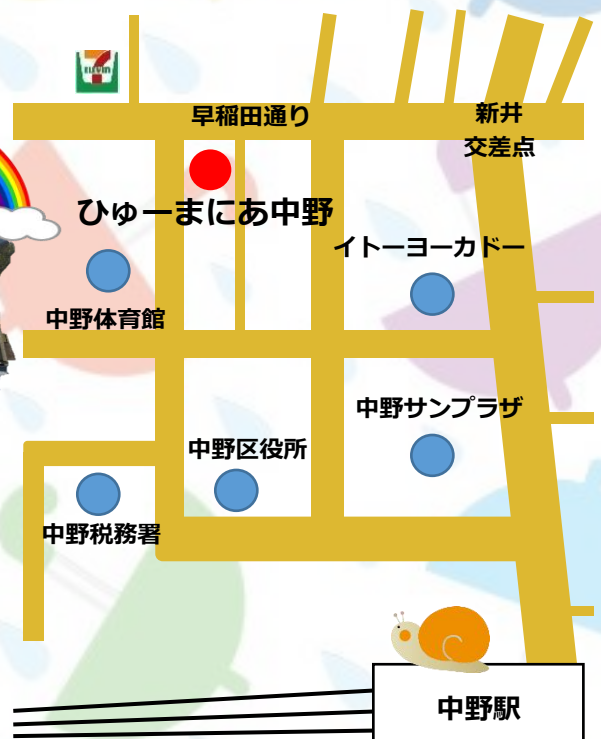 ELEVEn
早稲田通り
新井
交差点
ひゅーまにあ中野
イトーヨーカドー
中野体育館
中野サンプラザ
中野区役所
中野税務署
中野駅